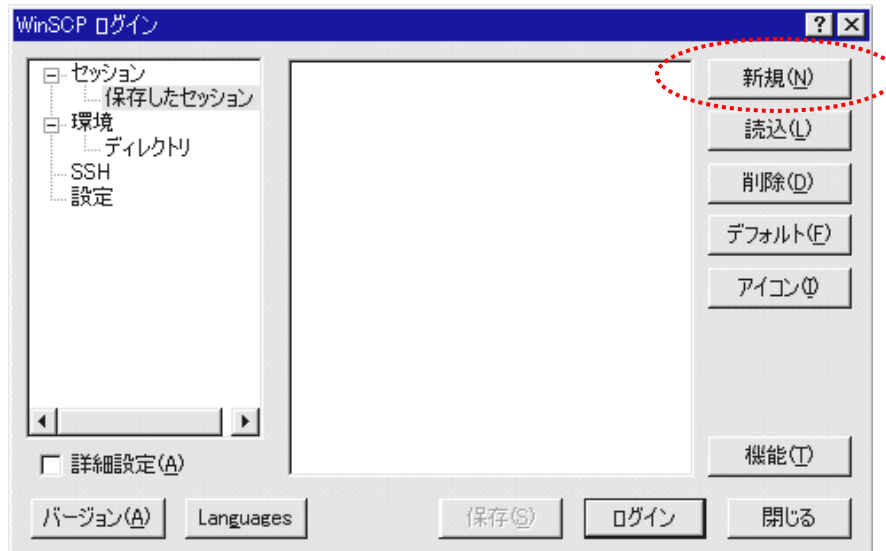 WinSCP ログイン
セッション
保存したセッション
環境
ディレクトリ
SSH
設定
新規(N)
読込(L)
削除(D)
デフォルト(F)
アイコン(I)
機能(T)
詳細設定(A)
バージョン(A)
Languages
保存(S)
ログイン
閉じる